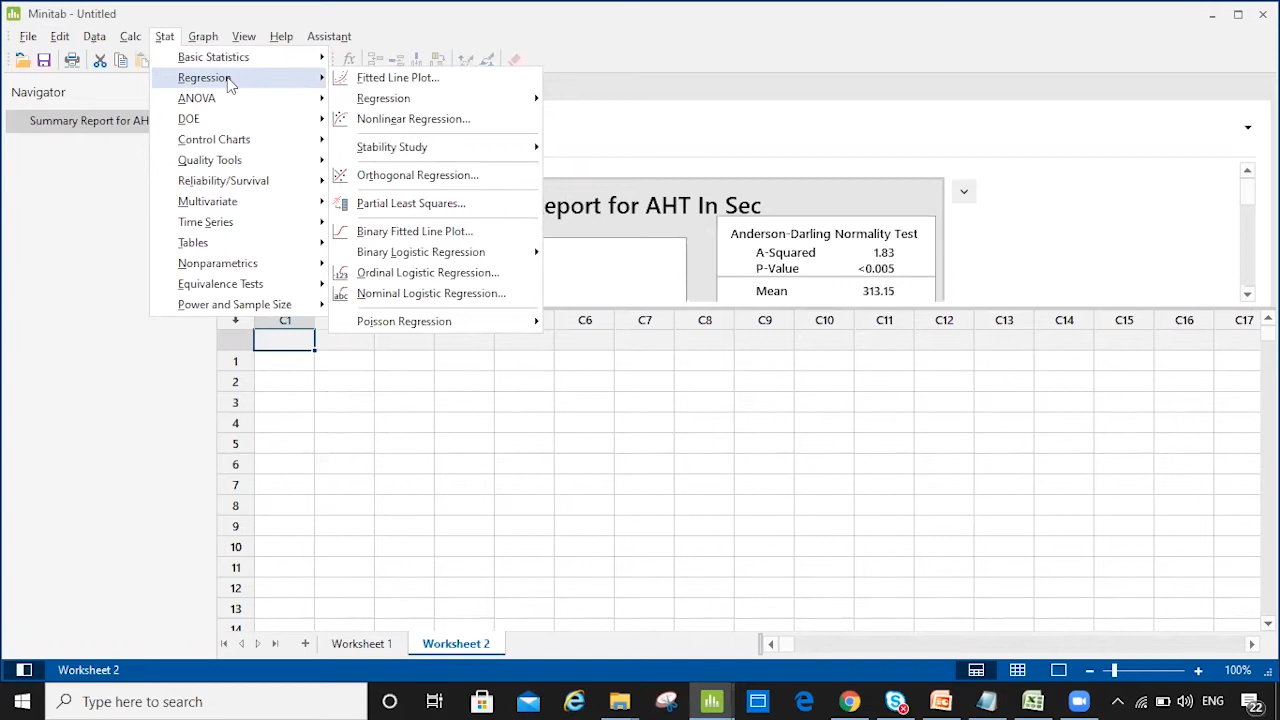 Minitab - Untitled
File Edit Data Calc Stat Graph View Help Assistant
Navigator
Summary Report for AH
Basic Statistics
Regression
ANOVA
DOE
Control Charts
Quality Tools
Reliability/Survival
Multivariate
Time Series
Tables
Nonparametrics
Equivalence Tests
Power and Sample Size
Fitted Line Plot...
Regression
Nonlinear Regression...
Stability Study
Orthogonal Regression...
Partial Least Squares...
Binary Fitted Line Plot...
Binary Logistic Regression
Ordinal Logistic Regression...
Nominal Logistic Regression...
Poisson Regression
eport for AHT In Sec
Anderson-Darling Normality Test
A-Squared 1.83
P-Value <0.005
Mean 313.15
C1 C6 C7 C8 C9 C10 C11 C12 C13 C14 C15 C16 C17
1
2
3
4
5
6
7
8
9
10
11
12
13
14
Worksheet 1 Worksheet 2
Worksheet 2 100%
Type here to search
ENG 22